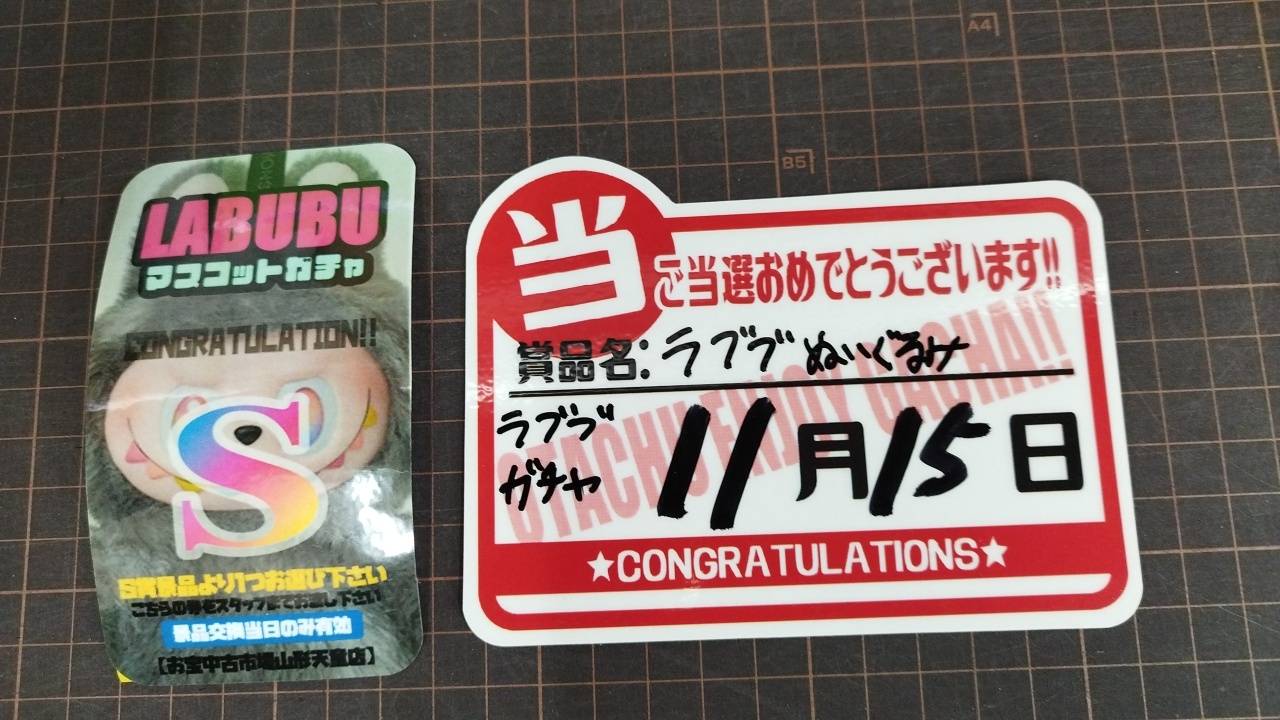 LABUBU
マスコットガチャ
CONGRATULATION!!
S
S賞景品より1つお選び下さい
こちらの券をスタッフまでお渡し下さい
景品交換当日のみ有効
【お宝中古市場山形天童店】
当
ご当選おめでとうございます!!
賞品名:ラブブぬいぐるみ
ラブブ
ガチャ
11月15日
OTACHU ENJOY GACHA!!
★CONGRATULATIONS★
A4
B5